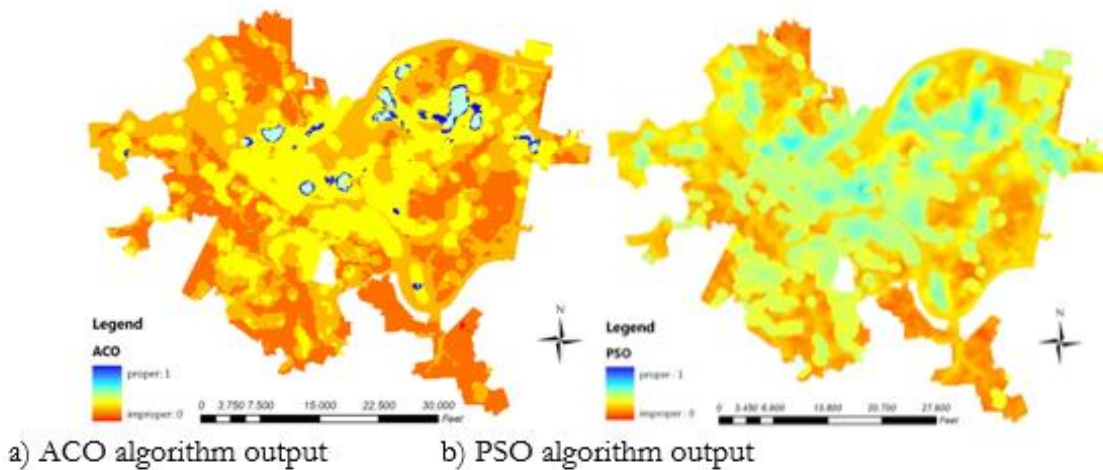 N
N
Legend
ACO
proper: 1
improper: 0
0 3,750 7,500 15,000 22,500 30,000
Feet
Legend
PSO
proper : 1
improper: 0
0 3,450 6,900 13,800 20,700 27,600
Feet
a) ACO algorithm output
b) PSO algorithm output